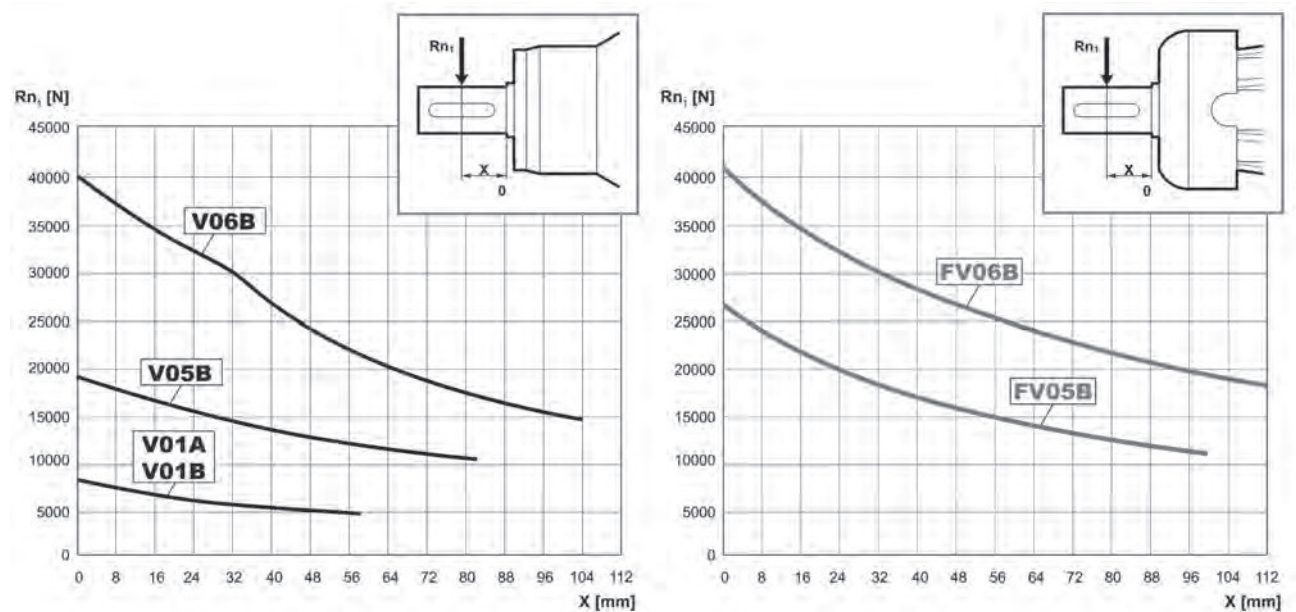 Rn₁ [N]
45000
40000
35000
30000
25000
20000
15000
10000
5000
0
0 8 16 24 32 40 48 56 64 72 80 88 96 104 112
X [mm]
V06B
V05B
V01A
V01B
Rn₁
X
0
Rn₁ [N]
45000
40000
35000
30000
25000
20000
15000
10000
5000
0
0 8 16 24 32 40 48 56 64 72 80 88 96 104 112
X [mm]
FV06B
FV05B
Rn₁
X
0